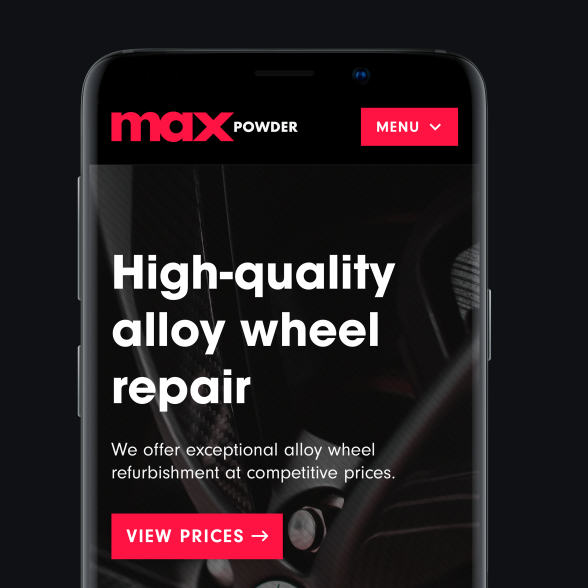 max POWDER
MENU
High-quality
alloy wheel
repair
We offer exceptional alloy wheel
refurbishment at competitive prices.
VIEW PRICES →